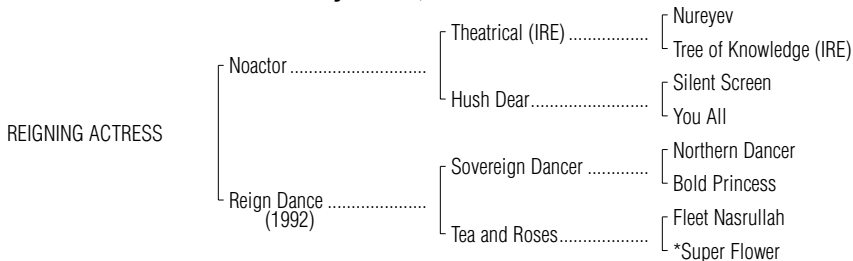 Nureyev
Theatrical (IRE) .................
Tree of Knowledge (IRE)
Noactor .............................
Silent Screen
Hush Dear.........................
You All
REIGNING ACTRESS
Northern Dancer
Sovereign Dancer .............
Bold Princess
Reign Dance .....................
(1992)
Fleet Nasrullah
Tea and Roses...................
*Super Flower